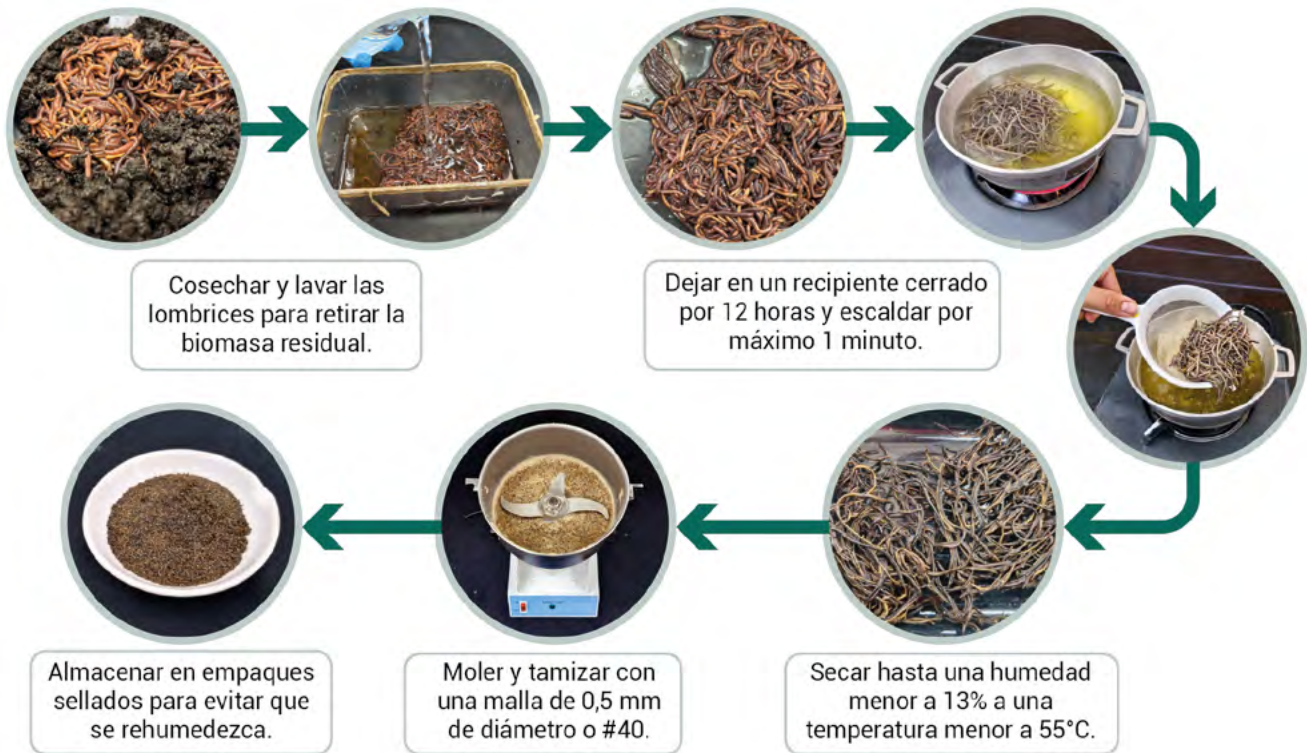 Cosechar y lavar las
lombrices para retirar la
biomasa residual.
Dejar en un recipiente cerrado
por 12 horas y escaldar por
máximo 1 minuto.
Secar hasta una humedad
menor a 13% a una
temperatura menor a 55°C.
Moler y tamizar con
una malla de 0,5 mm
de diámetro o #40.
Almacenar en empaques
sellados para evitar que
se rehumedezca.